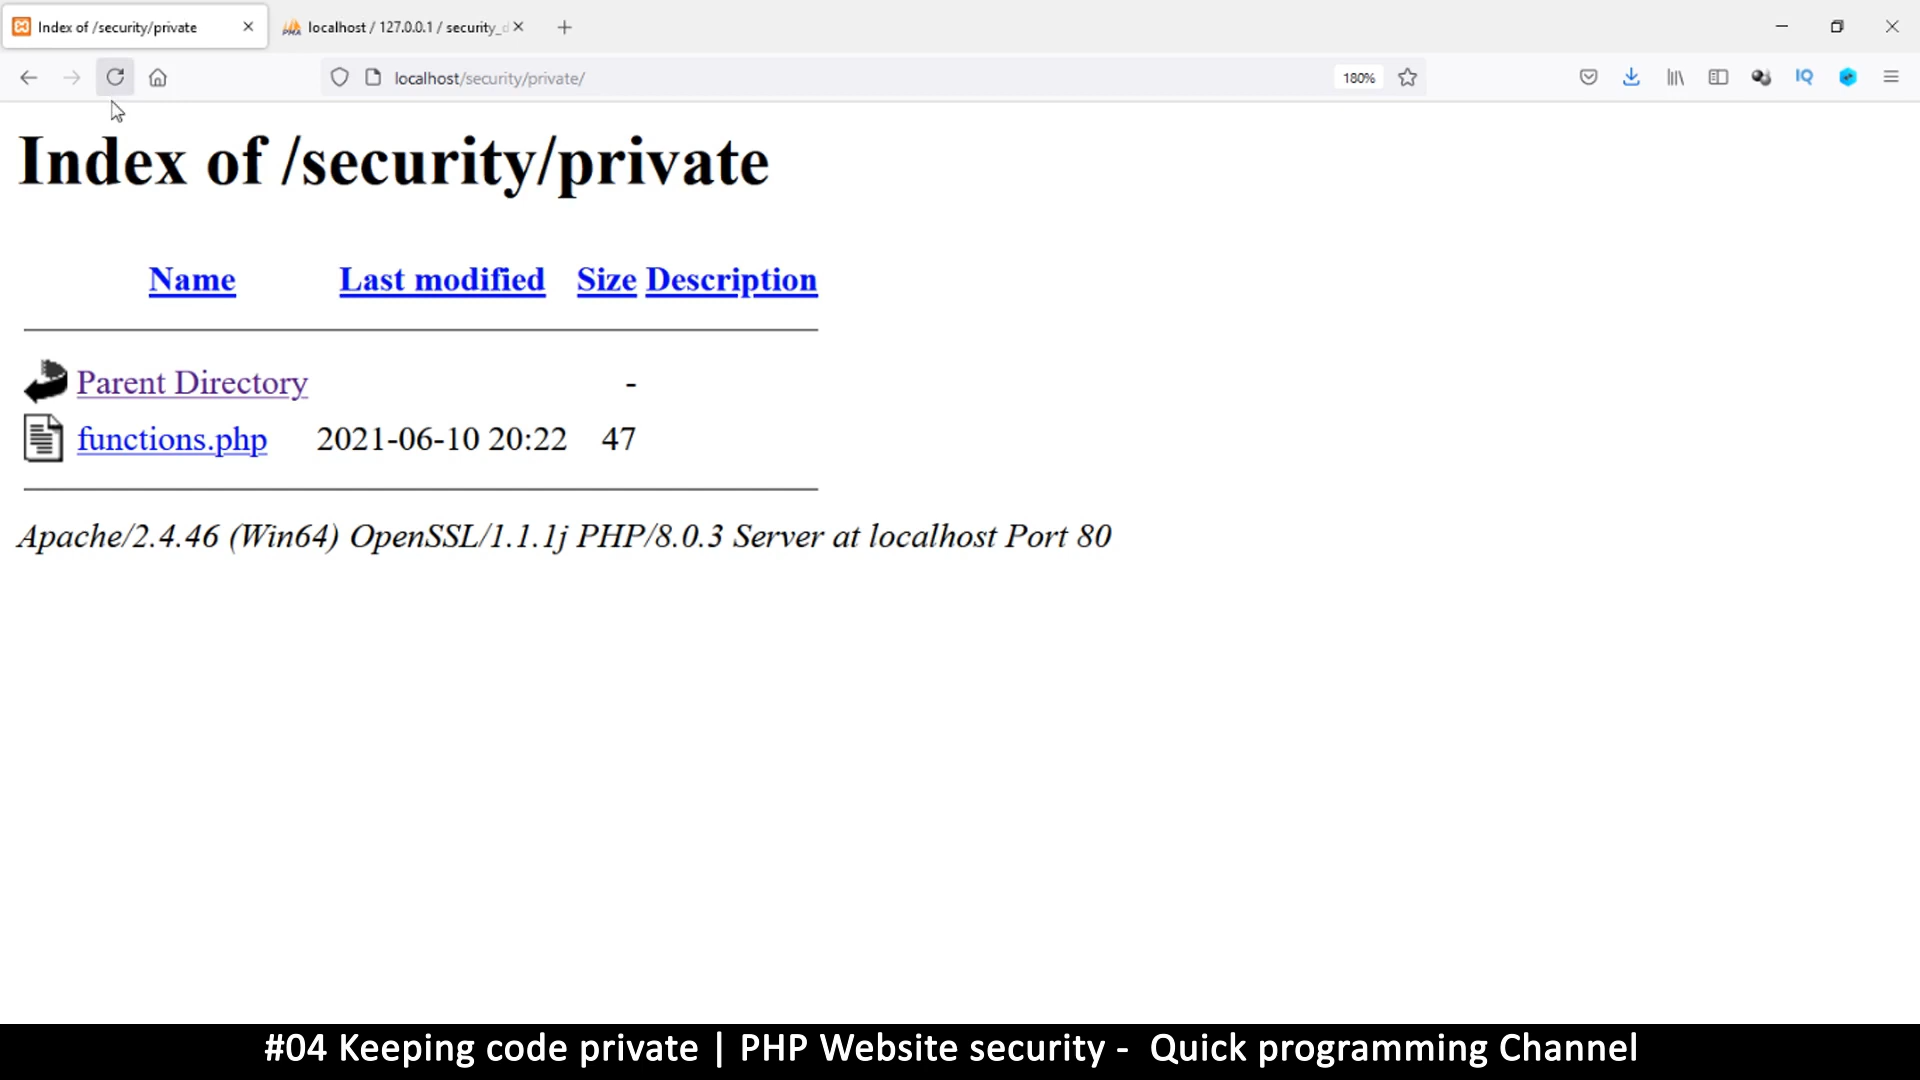 Index of /security/private
localhost / 127.0.0.1 / security_d
localhost/security/private/
180%
IQ
Index of /security/private
Name Last modified Size Description
Parent Directory -
functions.php 2021-06-10 20:22 47
Apache/2.4.46 (Win64) OpenSSL/1.1.1j PHP/8.0.3 Server at localhost Port 80
#04 Keeping code private | PHP Website security - Quick programming Channel